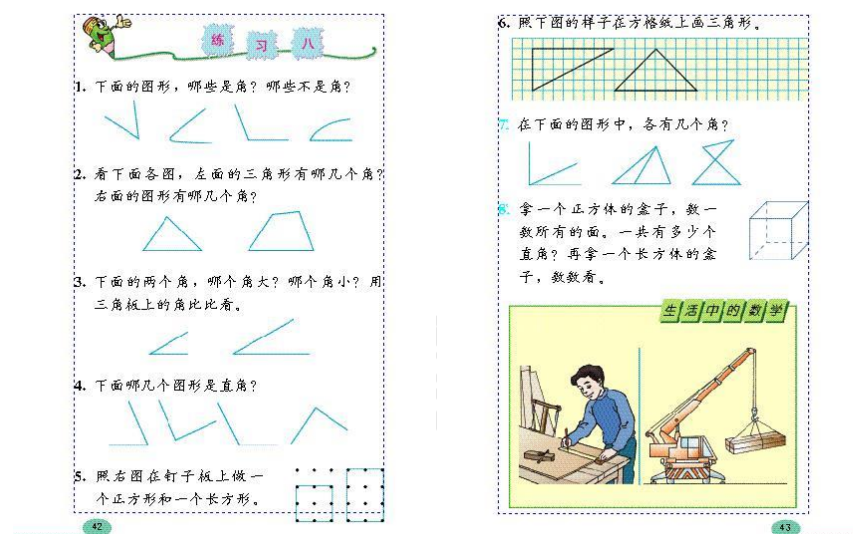 练习八
1. 下面的图形，哪些是角？哪些不是角？
2. 看下面各图，左面的三角形有哪几个角？
右面的图形有哪几个角？
3. 下面的两个角，哪个角大？哪个角小？用
三角板上的角比比看。
4. 下面哪几个图形是直角？
5. 照右图在钉子板上做一
个正方形和一个长方形。
42
6. 照下图的样子在方格纸上画三角形。
7. 在下面的图形中，各有几个角？
8. 拿一个正方体的盒子，数一
数所有的面。一共有多少个
直角？再拿一个长方体的盒
子，数数看。
生活中的数学
43